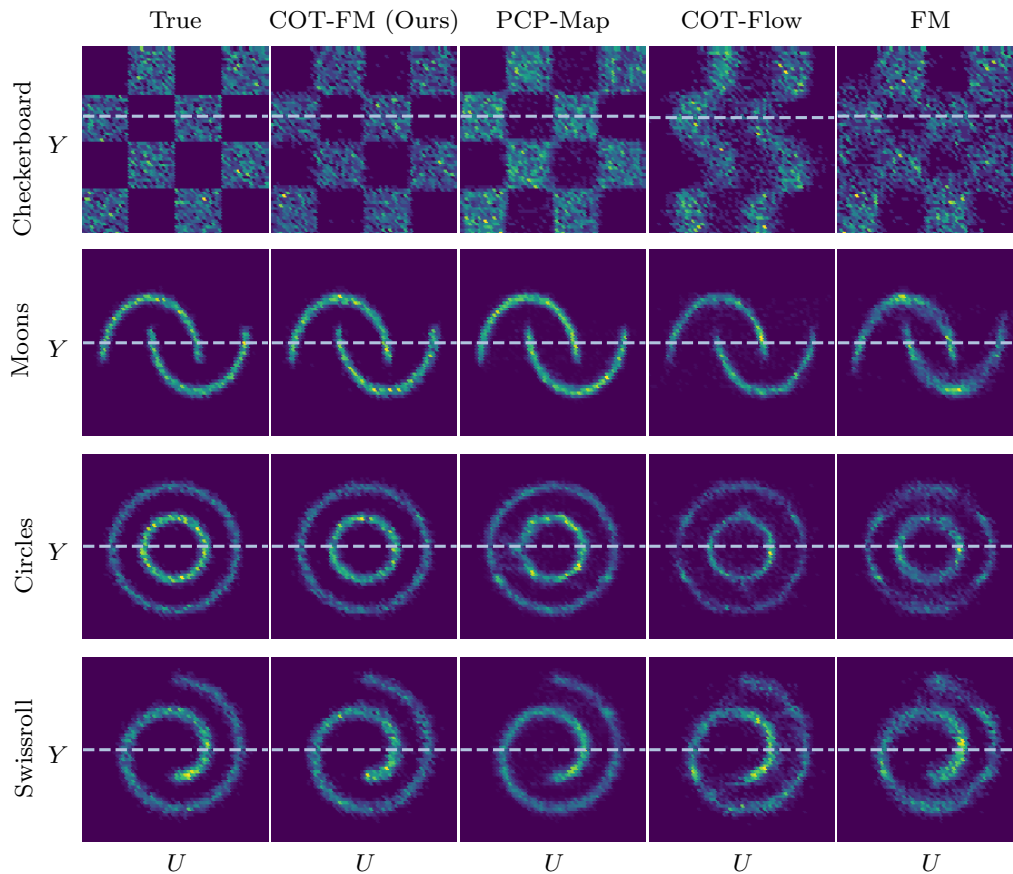 True COT-FM (Ours) PCP-Map COT-Flow FM
Checkerboard
Y
Moons
Y
Circles
Y
Swissroll
Y
U U U U U